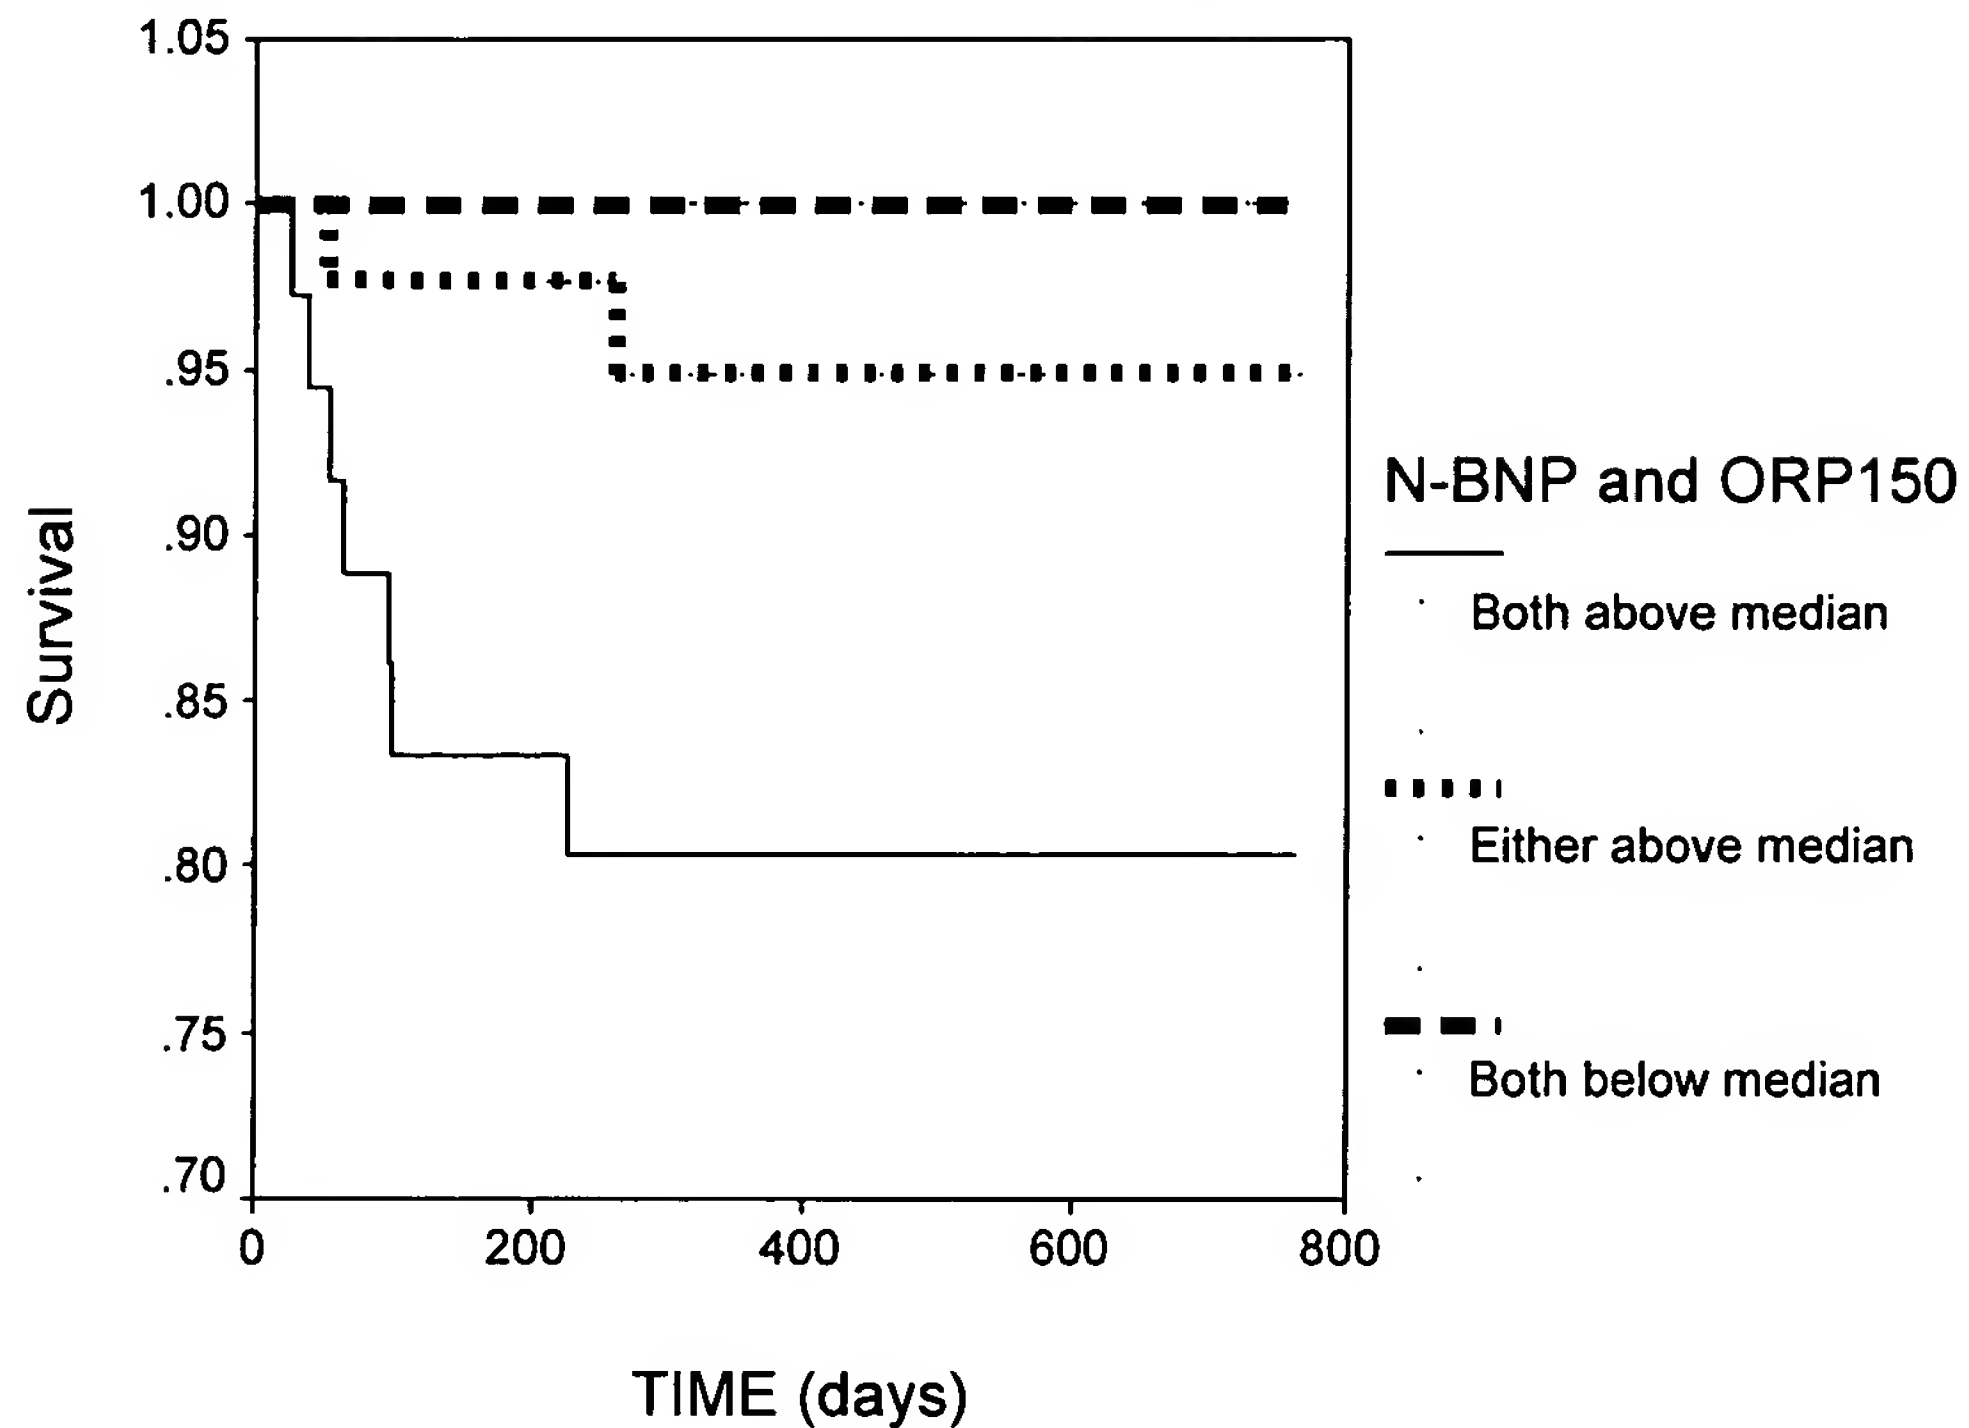 1.05
1.00
.95
.90
.85
.80
.75
.70
Survival
0 200 400 600 800
TIME (days)
N-BNP and ORP150
Both above median
Either above median
Both below median